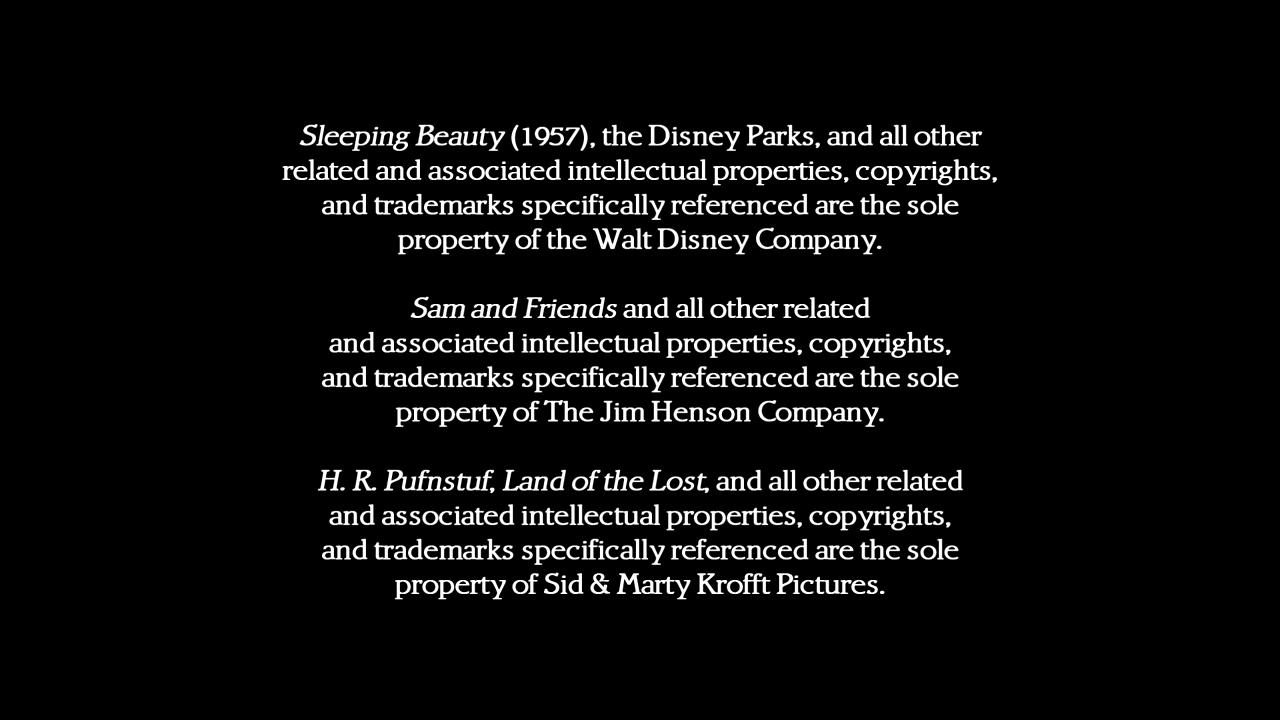 Sleeping Beauty (1957), the Disney Parks, and all other
related and associated intellectual properties, copyrights,
and trademarks specifically referenced are the sole
property of the Walt Disney Company.
Sam and Friends and all other related
and associated intellectual properties, copyrights,
and trademarks specifically referenced are the sole
property of The Jim Henson Company.
H. R. Pufnstuf, Land of the Lost, and all other related
and associated intellectual properties, copyrights,
and trademarks specifically referenced are the sole
property of Sid & Marty Krofft Pictures.